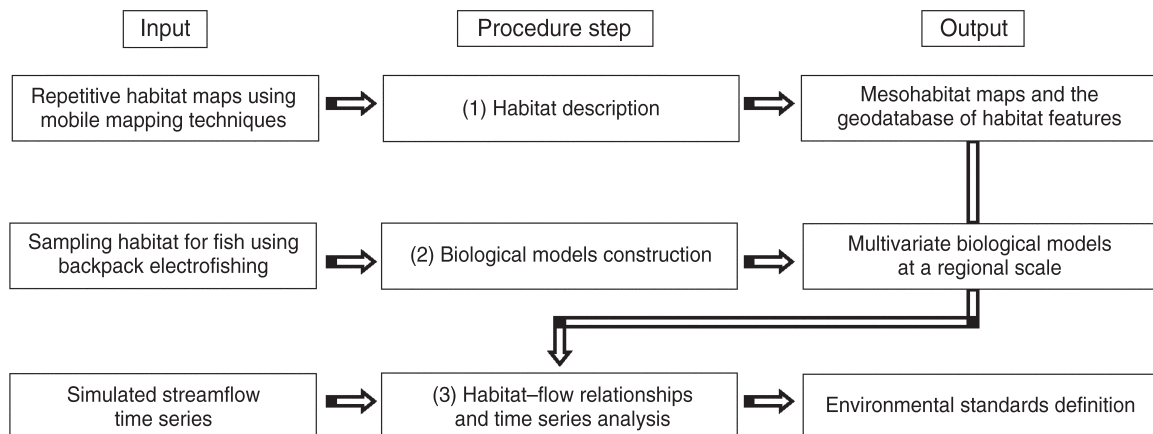 Input
Procedure step
Output
Repetitive habitat maps using
mobile mapping techniques
(1) Habitat description
Mesohabitat maps and the
geodatabase of habitat features
Sampling habitat for fish using
backpack electrofishing
(2) Biological models construction
Multivariate biological models
at a regional scale
Simulated streamflow
time series
(3) Habitat–flow relationships
and time series analysis
Environmental standards definition